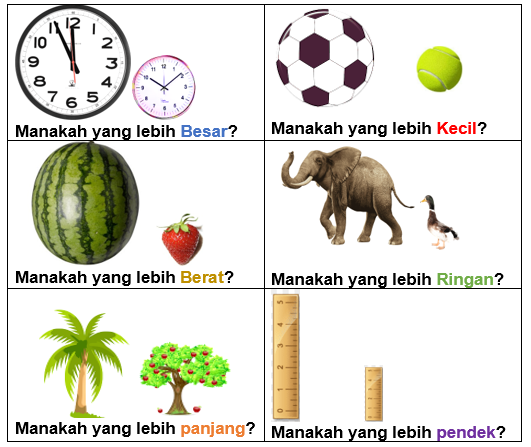 Manakah yang lebih Besar?
Manakah yang lebih Kecil?
Manakah yang lebih Berat?
Manakah yang lebih Ringan?
Manakah yang lebih panjang?
Manakah yang lebih pendek?